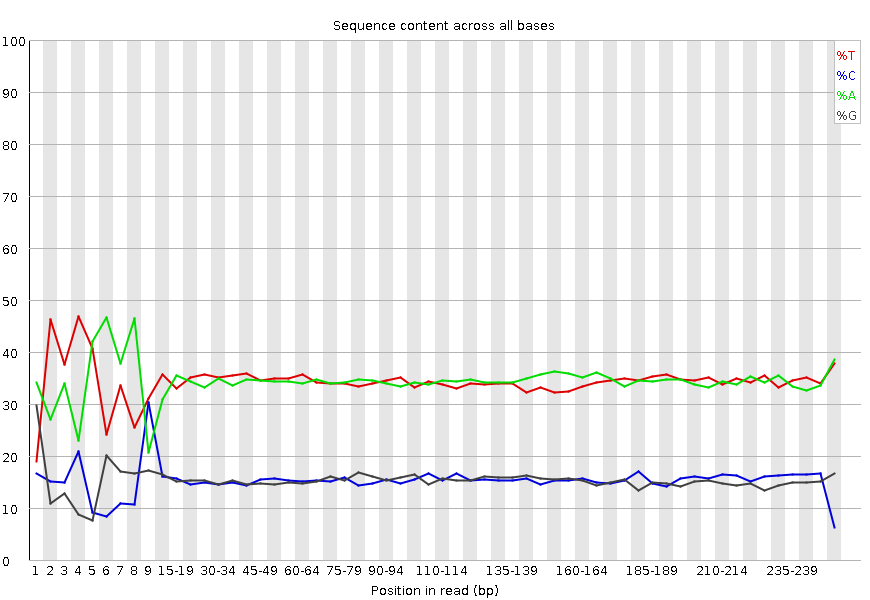 Sequence content across all bases
100
90
80
70
60
50
40
30
20
10
0
%T
%C
%A
%G
1 2 3 4 5 6 7 8 9 15-19 30-34 45-49 60-64 75-79 90-94 110-114 135-139 160-164 185-189 210-214 235-239
Position in read (bp)